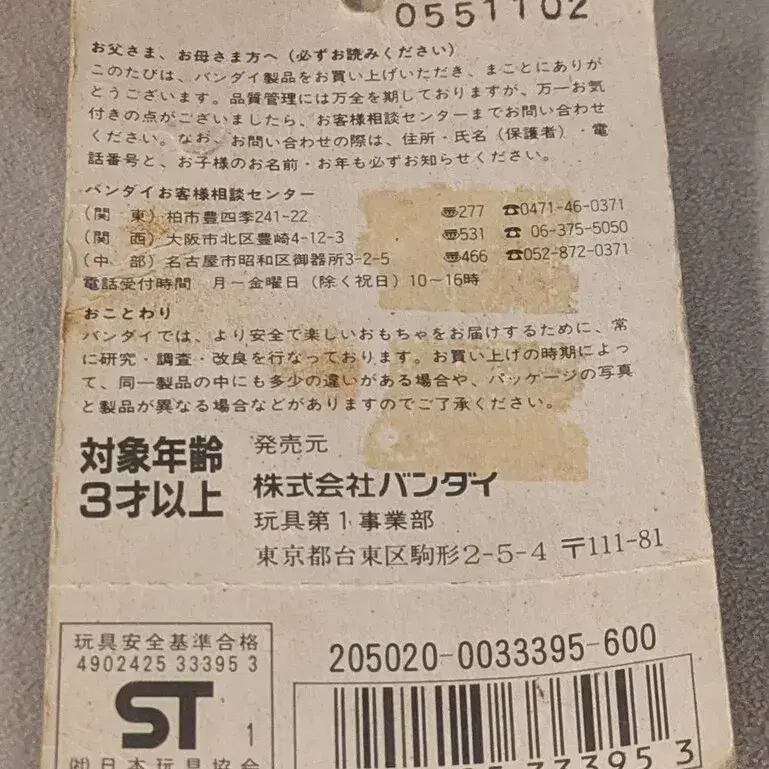 0551102
お父さま、お母さま方へ（必ずお読みください）
このたびは、バンダイ製品をお買い上げいただき、まことにありが
とうございます。品質管理には万全を期しておりますが、万一お気
付きの点がございましたら、お客様相談センターまでお問い合わせ
ください。なお、お問い合わせの際は、住所・氏名（保護者）・電
話番号と、お子様のお名前・お年も必ずお知らせください。
バンダイお客様相談センター
（関　東）柏市豊四季241-22 〠277 ☎0471-46-0371
（関　西）大阪市北区豊崎4-12-3 〠531 ☎06-375-5050
（中　部）名古屋市昭和区御器所3-2-5 〠466 ☎052-872-0371
電話受付時間　月～金曜日（除く祝日）10～16時
おことわり
バンダイでは、より安全で楽しいおもちゃをお届けするために、常
に研究・調査・改良を行なっております。お買い上げの時期によっ
て、同一製品の中にも多少の違いがある場合や、パッケージの写真
と製品が異なる場合などがありますのでご了承ください。
対象年齢
3才以上
発売元
株式会社バンダイ
玩具第1事業部
東京都台東区駒形2-5-4 〒111-81
玩具安全基準合格
4902425 33395 3
ST 1
㈳日本玩具協会
205020-0033395-600
33395 3